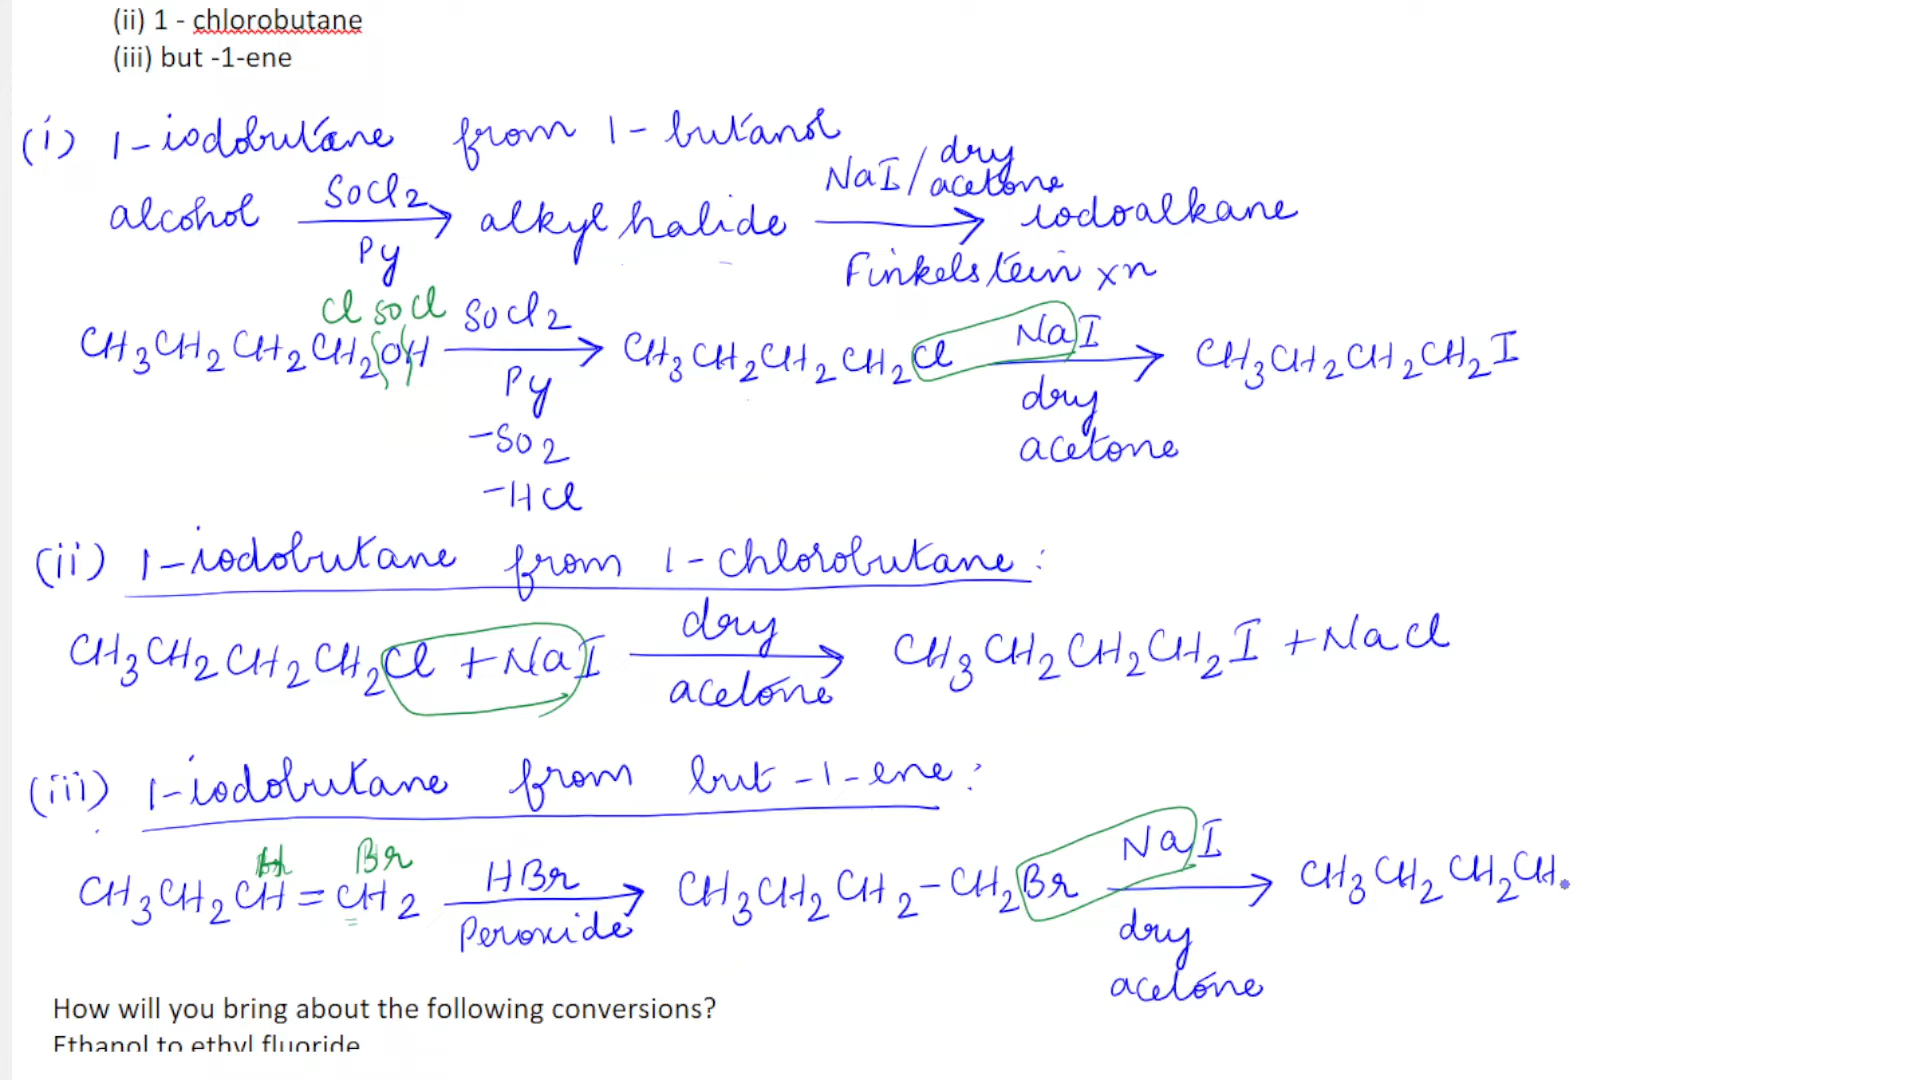 (ii) 1 - chlorobutane
(iii) but -1-ene
(i) 1-iodobutane from 1-butanol
alcohol SOCl2 Py alkyl halide NaI/dry acetone Finkelstein xn iodoalkane
Cl SOCl
CH3CH2CH2CH2OH SOCl2 Py -SO2 -HCl CH3CH2CH2CH2Cl NaI dry acetone CH3CH2CH2CH2I
(ii) 1-iodobutane from 1-chlorobutane:
CH3CH2CH2CH2Cl + NaI dry acetone CH3CH2CH2CH2I + NaCl
(iii) 1-iodobutane from but-1-ene:
H Br
CH3CH2CH=CH2 HBr Peroxide CH3CH2CH2-CH2Br NaI dry acetone CH3CH2CH2CH
How will you bring about the following conversions?
Ethanol to ethyl fluoride